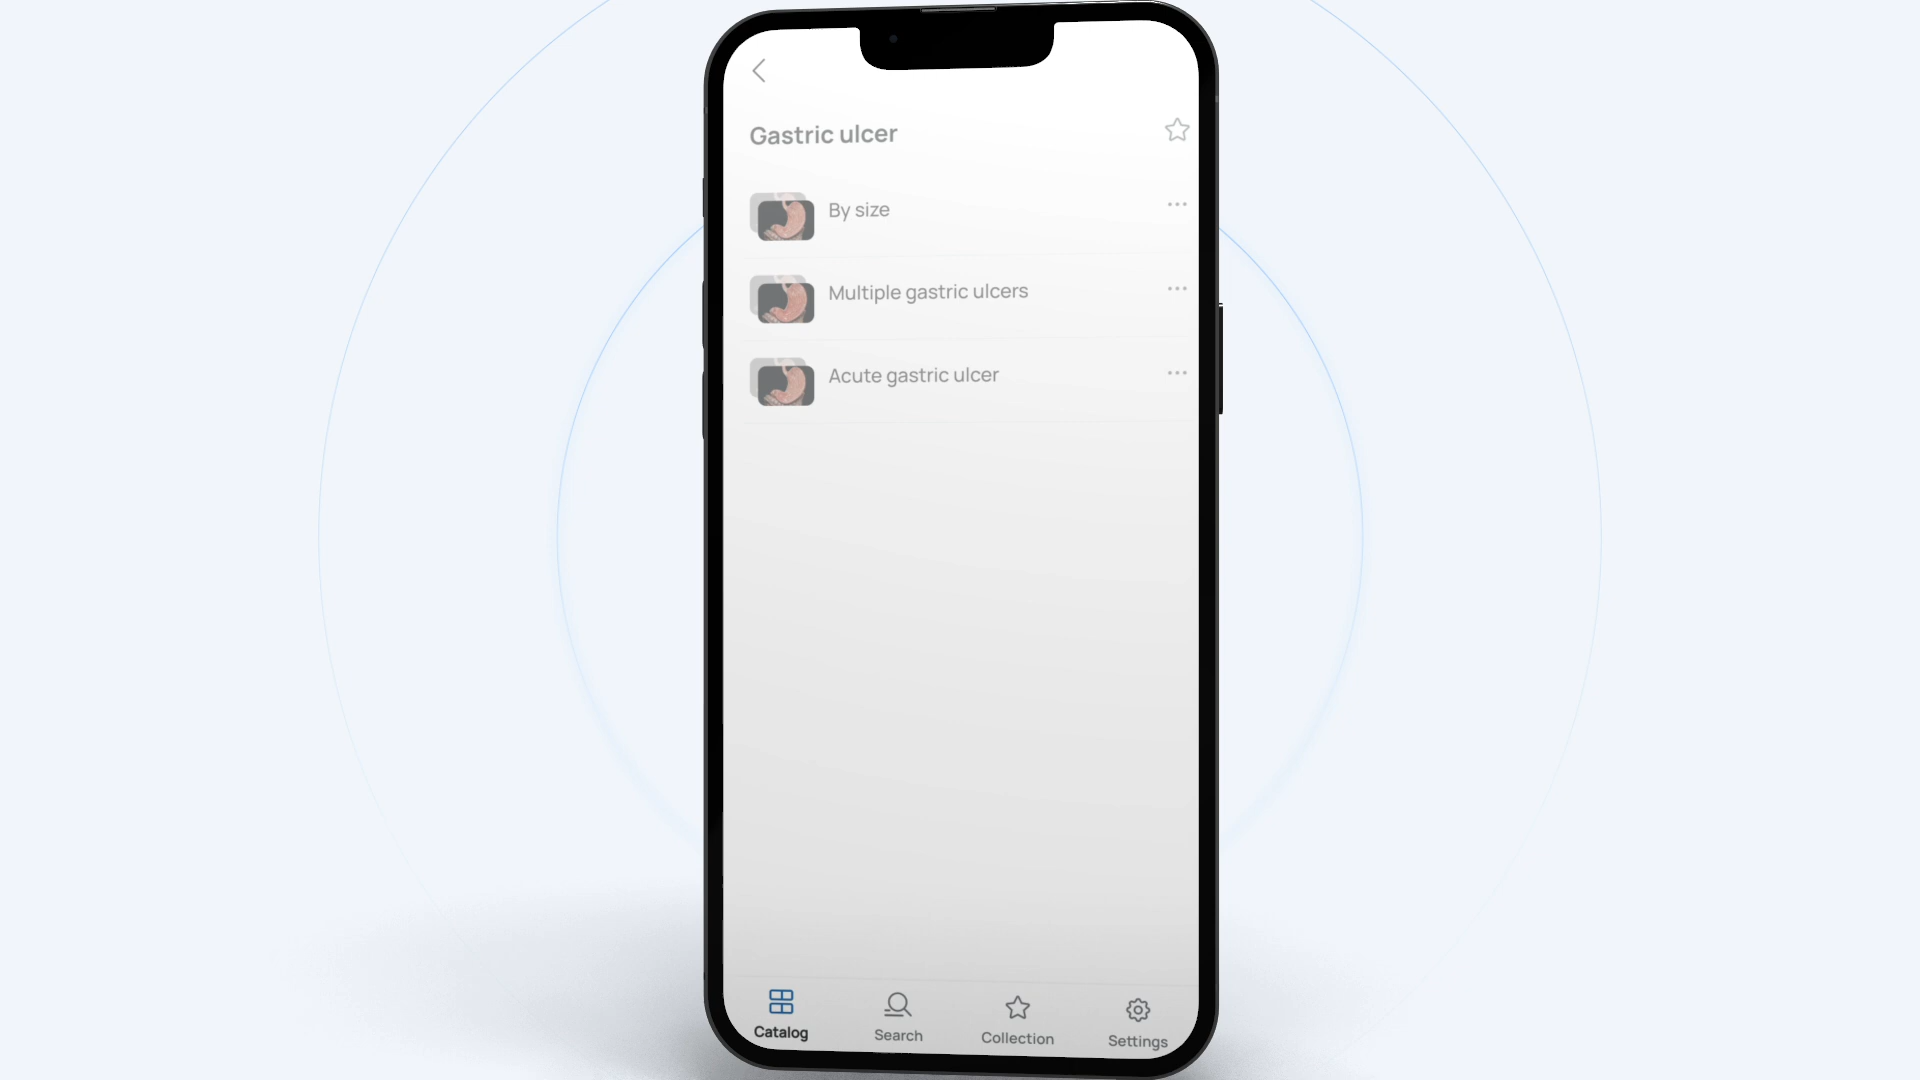 Gastric ulcer
By size
Multiple gastric ulcers
Acute gastric ulcer
Catalog
Search
Collection
Settings